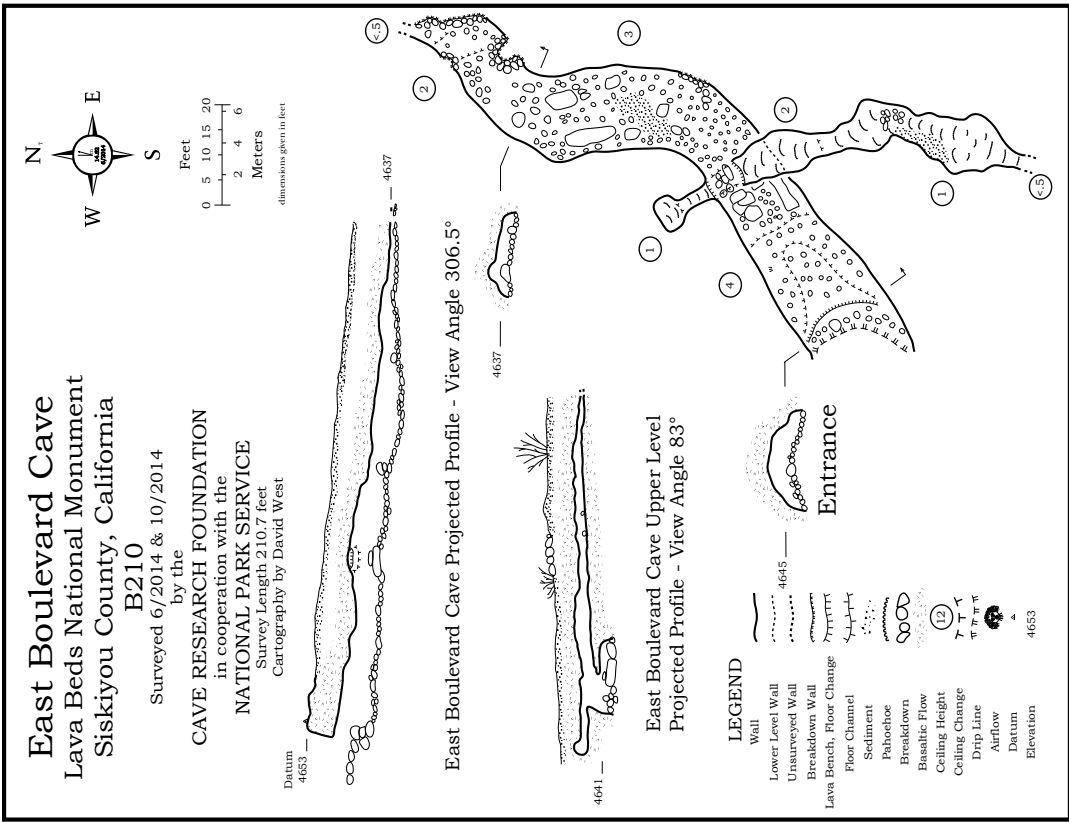 East Boulevard Cave
Lava Beds National Monument
Siskiyou County, California
B210
Surveyed 6/2014 & 10/2014
by the
CAVE RESEARCH FOUNDATION
in cooperation with the
NATIONAL PARK SERVICE
Survey Length 210.7 feet
Cartography by David West
N
W
E
S
Feet
0 5 10 15 20
2 4 6
Meters
dimensions given in feet
Datum
4653
4637
East Boulevard Cave Projected Profile - View Angle 306.5°
4637
4641
East Boulevard Cave Upper Level
Projected Profile - View Angle 83°
4645
Entrance
<.5
2
3
2
1
4
1
<.5
LEGEND
Wall
Lower Level Wall
Unsurveyed Wall
Breakdown Wall
Lava Bench, Floor Change
Floor Channel
Sediment
Pahoehoe
Breakdown
Basaltic Flow
Ceiling Height
12
Ceiling Change
Drip Line
Airflow
Datum
Elevation
4653